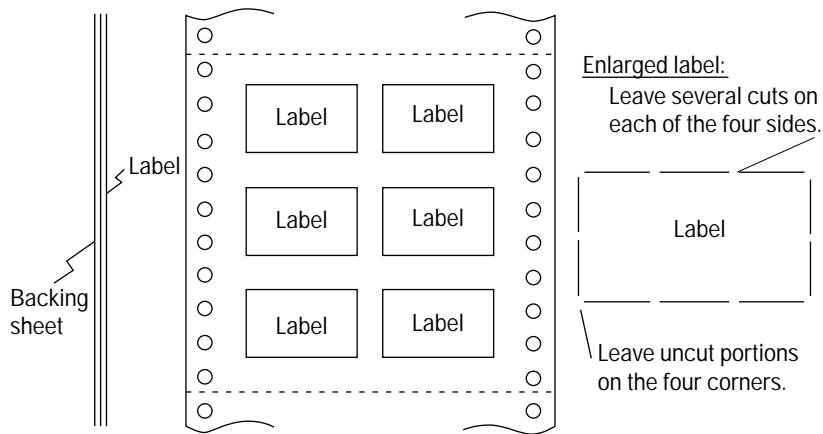 Label
Backing
sheet
Label Label
Label Label
Label Label
Enlarged label:
Leave several cuts on
each of the four sides.
Label
Leave uncut portions
on the four corners.